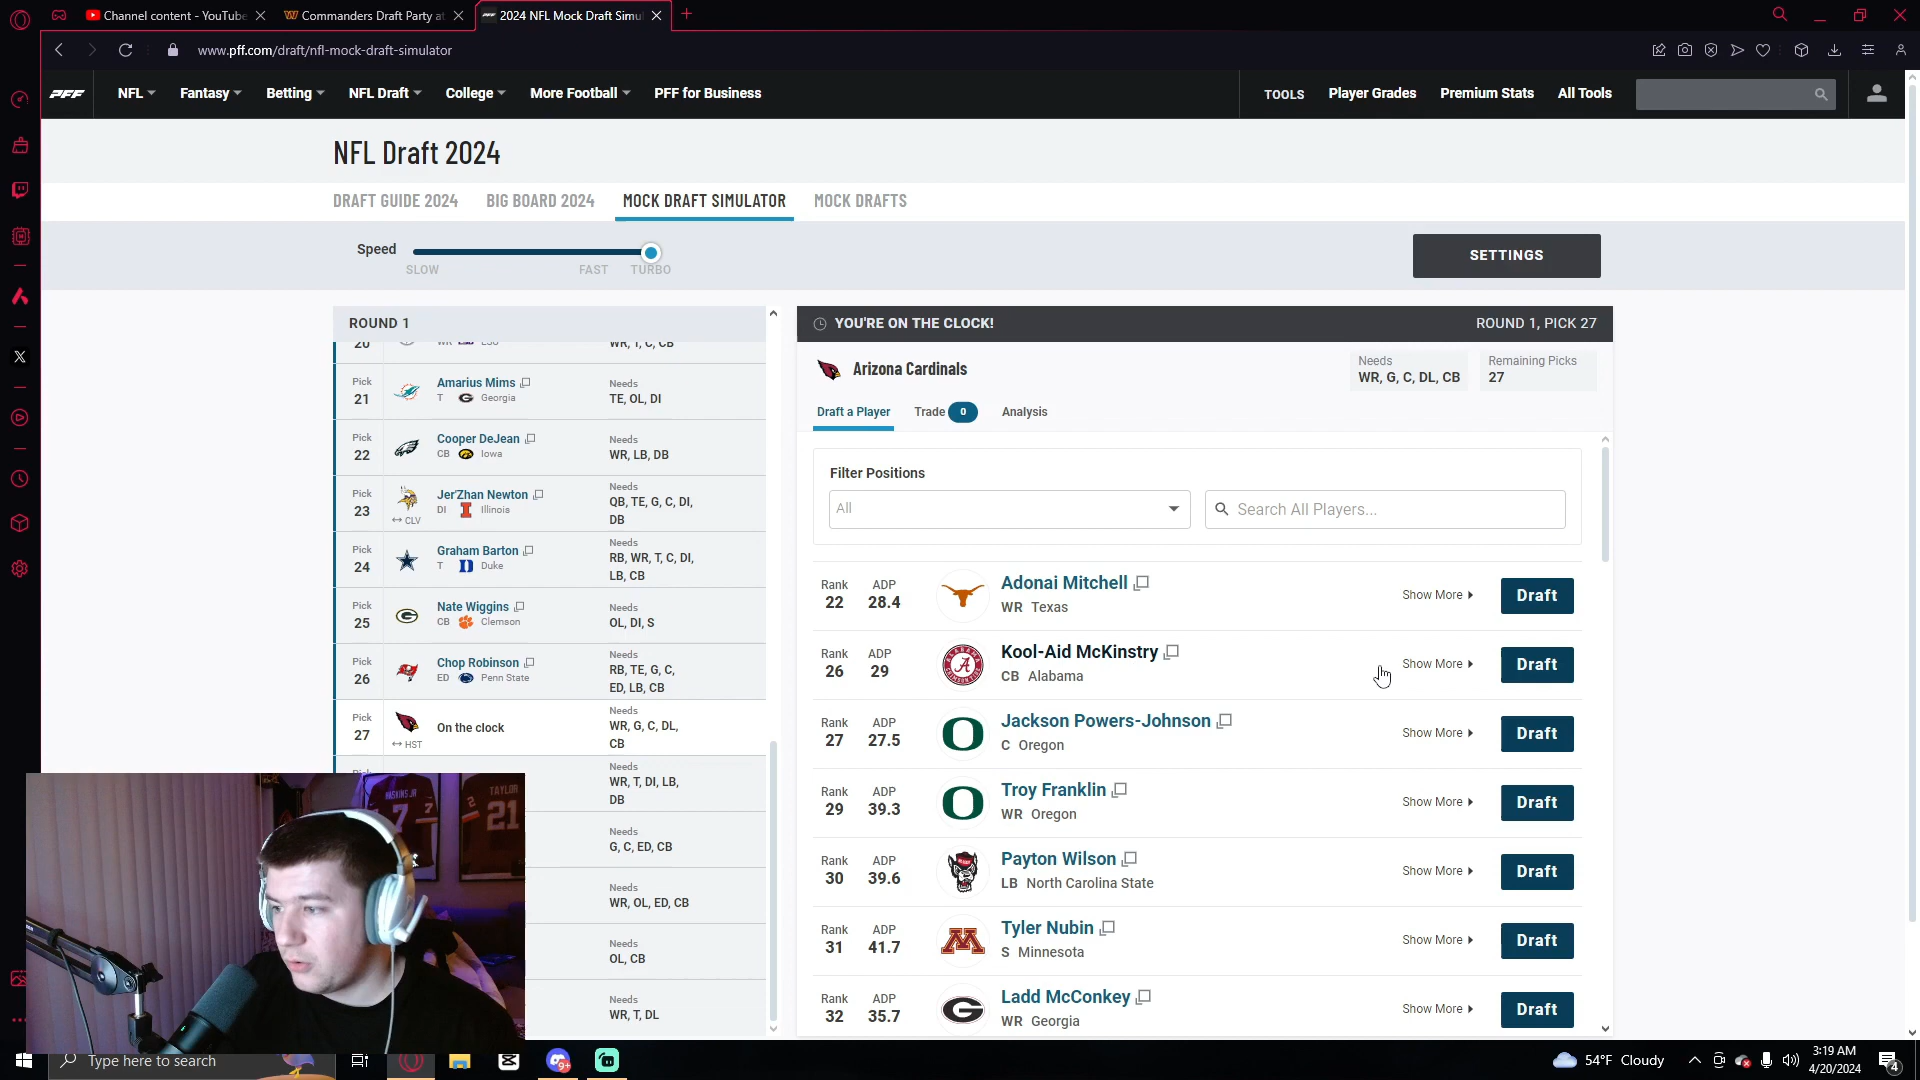 Channel content - YouTube
Commanders Draft Party at
2024 NFL Mock Draft Simu
www.pff.com/draft/nfl-mock-draft-simulator
PFF
NFL
Fantasy
Betting
NFL Draft
College
More Football
PFF for Business
TOOLS
Player Grades
Premium Stats
All Tools
NFL Draft 2024
DRAFT GUIDE 2024
BIG BOARD 2024
MOCK DRAFT SIMULATOR
MOCK DRAFTS
Speed
SLOW
FAST
TURBO
SETTINGS
ROUND 1
20
WR, T, C, CB
Pick
21
Amarius Mims
T Georgia
Needs
TE, OL, DI
Pick
22
Cooper DeJean
CB Iowa
Needs
WR, LB, DB
Pick
23
CLV
Jer'Zhan Newton
DI Illinois
Needs
QB, TE, G, C, DI,
DB
Pick
24
Graham Barton
T Duke
Needs
RB, WR, T, C, DI,
LB, CB
Pick
25
Nate Wiggins
CB Clemson
Needs
OL, DI, S
Pick
26
Chop Robinson
ED Penn State
Needs
RB, TE, G, C,
ED, LB, CB
Pick
27
HST
On the clock
Needs
WR, G, C, DL,
CB
Needs
WR, T, DI, LB,
DB
Needs
G, C, ED, CB
Needs
WR, OL, ED, CB
Needs
OL, CB
Needs
WR, T, DL
YOU'RE ON THE CLOCK!
ROUND 1, PICK 27
Arizona Cardinals
Needs
WR, G, C, DL, CB
Remaining Picks
27
Draft a Player
Trade 0
Analysis
Filter Positions
All
Search All Players...
Rank
22
ADP
28.4
Adonai Mitchell
WR Texas
Show More
Draft
Rank
26
ADP
29
Kool-Aid McKinstry
CB Alabama
Show More
Draft
Rank
27
ADP
27.5
Jackson Powers-Johnson
C Oregon
Show More
Draft
Rank
29
ADP
39.3
Troy Franklin
WR Oregon
Show More
Draft
Rank
30
ADP
39.6
Payton Wilson
LB North Carolina State
Show More
Draft
Rank
31
ADP
41.7
Tyler Nubin
S Minnesota
Show More
Draft
Rank
32
ADP
35.7
Ladd McConkey
WR Georgia
Show More
Draft
HASKINS JR
7
TAYLOR
2
21
Type here to search
9+
54°F Cloudy
3:19 AM
4/20/2024
4